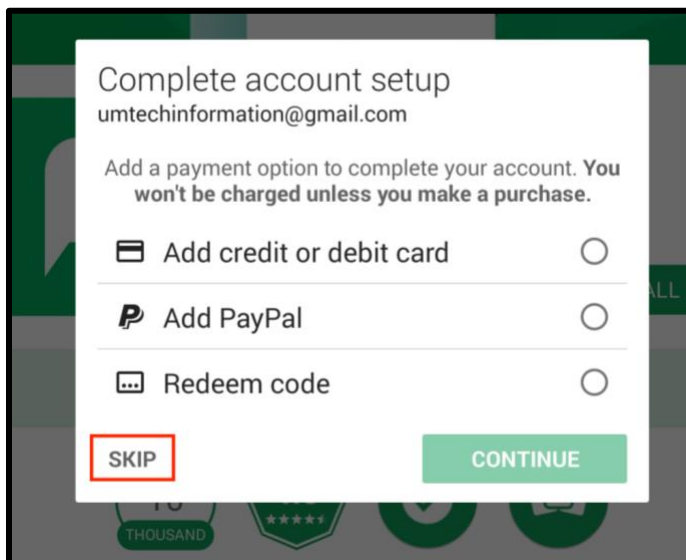 Complete account setup
umtechinformation@gmail.com
Add a payment option to complete your account. You
won't be charged unless you make a purchase.
Add credit or debit card
ALL
Add PayPal
Redeem code
SKIP
CONTINUE
THOUSAND